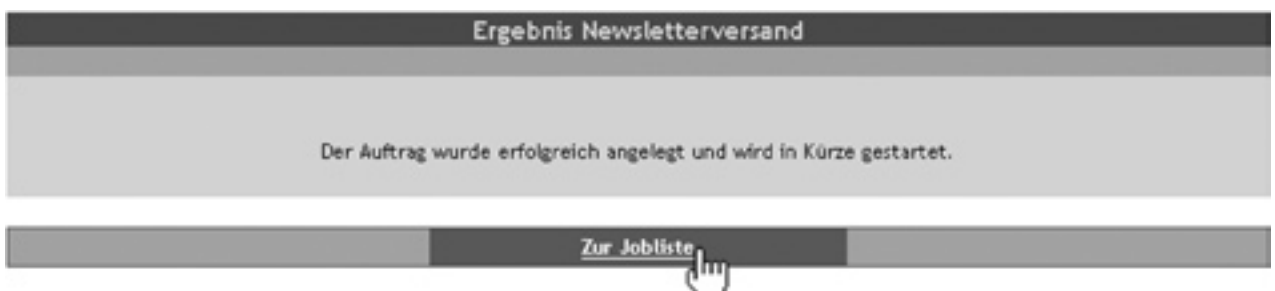 Ergebnis Newsletterversand
Der Auftrag wurde erfolgreich angelegt und wird in Kürze gestartet.
Zur Jobliste